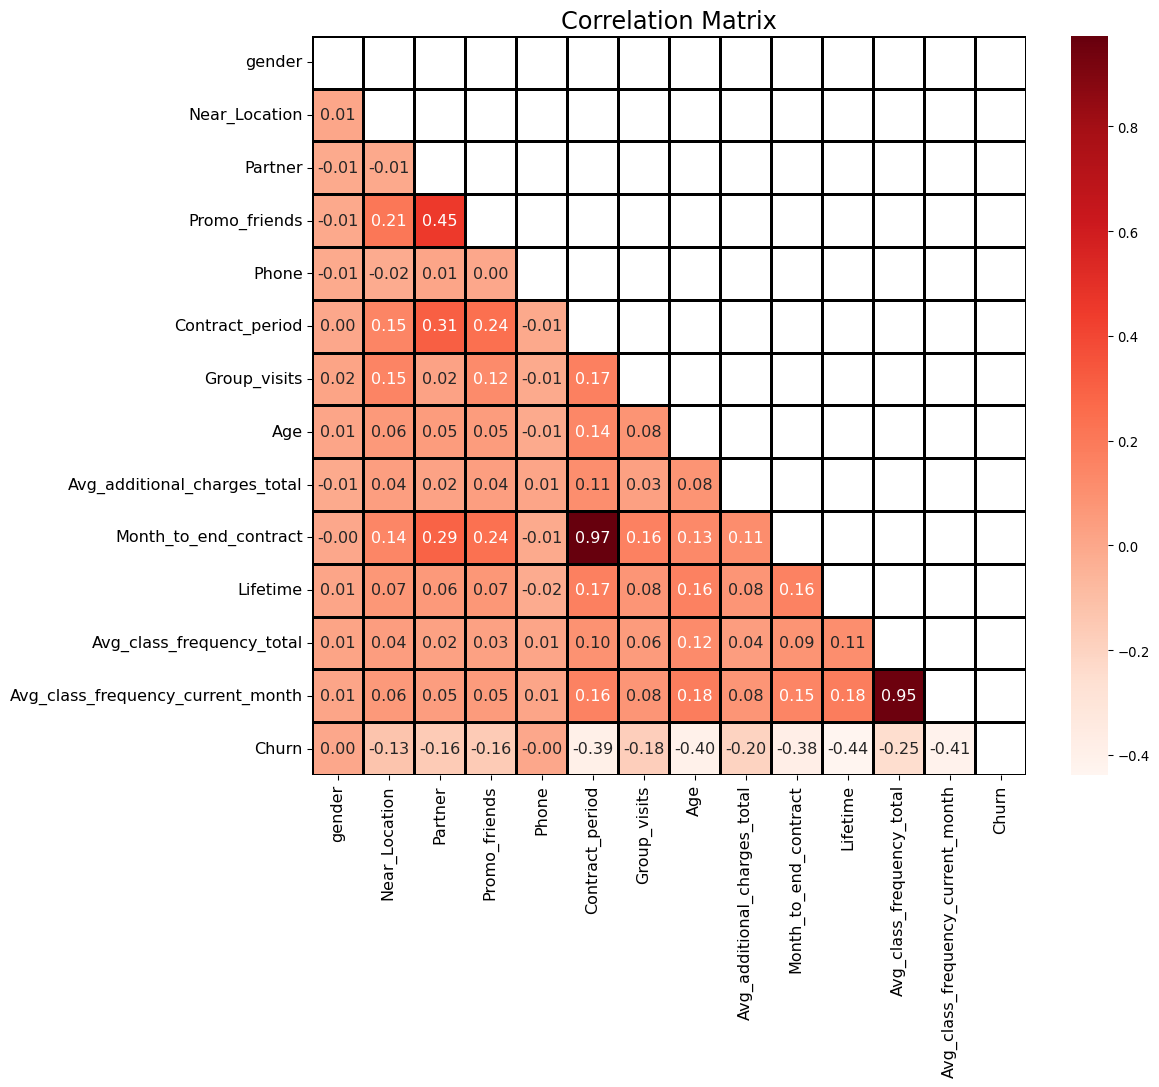 Correlation Matrix
gender
Near_Location 0.01
Partner -0.01 -0.01
Promo_friends -0.01 0.21 0.45
Phone -0.01 -0.02 0.01 0.00
Contract_period 0.00 0.15 0.31 0.24 -0.01
Group_visits 0.02 0.15 0.02 0.12 -0.01 0.17
Age 0.01 0.06 0.05 0.05 -0.01 0.14 0.08
Avg_additional_charges_total -0.01 0.04 0.02 0.04 0.01 0.11 0.03 0.08
Month_to_end_contract -0.00 0.14 0.29 0.24 -0.01 0.97 0.16 0.13 0.11
Lifetime 0.01 0.07 0.06 0.07 -0.02 0.17 0.08 0.16 0.08 0.16
Avg_class_frequency_total 0.01 0.04 0.02 0.03 0.01 0.10 0.06 0.12 0.04 0.09 0.11
Avg_class_frequency_current_month 0.01 0.06 0.05 0.05 0.01 0.16 0.08 0.18 0.08 0.15 0.18 0.95
Churn 0.00 -0.13 -0.16 -0.16 -0.00 -0.39 -0.18 -0.40 -0.20 -0.38 -0.44 -0.25 -0.41
gender
Near_Location
Partner
Promo_friends
Phone
Contract_period
Group_visits
Age
Avg_additional_charges_total
Month_to_end_contract
Lifetime
Avg_class_frequency_total
Avg_class_frequency_current_month
Churn
0.8
0.6
0.4
0.2
0.0
−0.2
−0.4